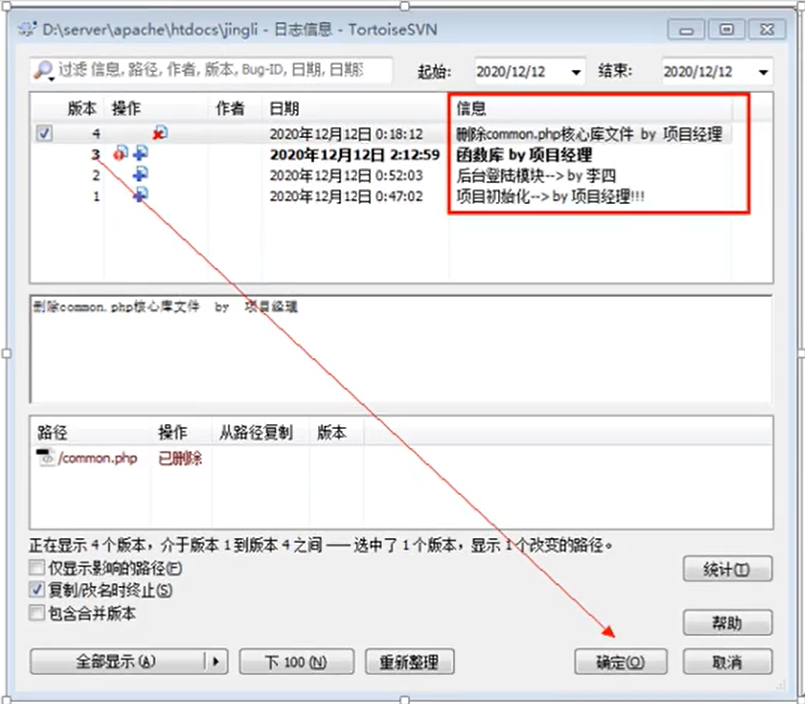 D:\server\apache\htdocs\jingli - 日志信息 - TortoiseSVN
过滤 信息, 路径, 作者, 版本, Bug-ID, 日期, 日期
起始: 2020/12/12 结束: 2020/12/12
版本 操作 作者 日期 信息
4 2020年12月12日 0:18:12 删除common.php核心库文件 by 项目经理
3 2020年12月12日 2:12:59 函数库 by 项目经理
2 2020年12月12日 0:52:03 后台登陆模块--> by 李四
1 2020年12月12日 0:47:02 项目初始化--> by 项目经理!!!
删除common.php核心库文件 by 项目经理
路径 操作 从路径复制 版本
/common.php 已删除
正在显示 4 个版本，介于版本 1 到版本 4 之间 —— 选中了 1 个版本，显示 1 个改变的路径。
仅显示影响的路径(F)
统计(T)
复制/改名时终止(S)
包含合并版本
帮助
全部显示(A) 下 100 (N) 重新整理 确定(O) 取消